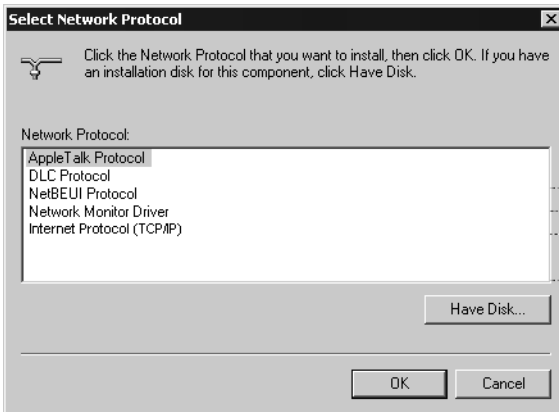 Select Network Protocol
Click the Network Protocol that you want to install, then click OK. If you have
an installation disk for this component, click Have Disk.
Network Protocol:
AppleTalk Protocol
DLC Protocol
NetBEUI Protocol
Network Monitor Driver
Internet Protocol (TCP/IP)
Have Disk...
OK
Cancel